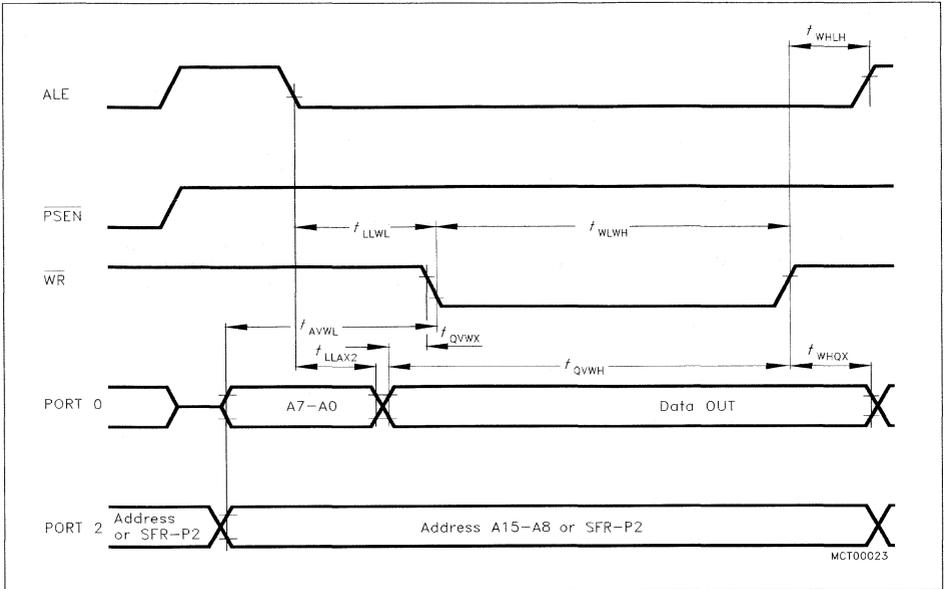 t WHLH
ALE
PSEN
t LLWL
t WLWH
WR
t AVWL
t QVWX
t LLAX2
t QVWH
t WHQX
PORT 0
A7-A0
Data OUT
PORT 2
Address
or SFR-P2
Address A15-A8 or SFR-P2
MCT00023